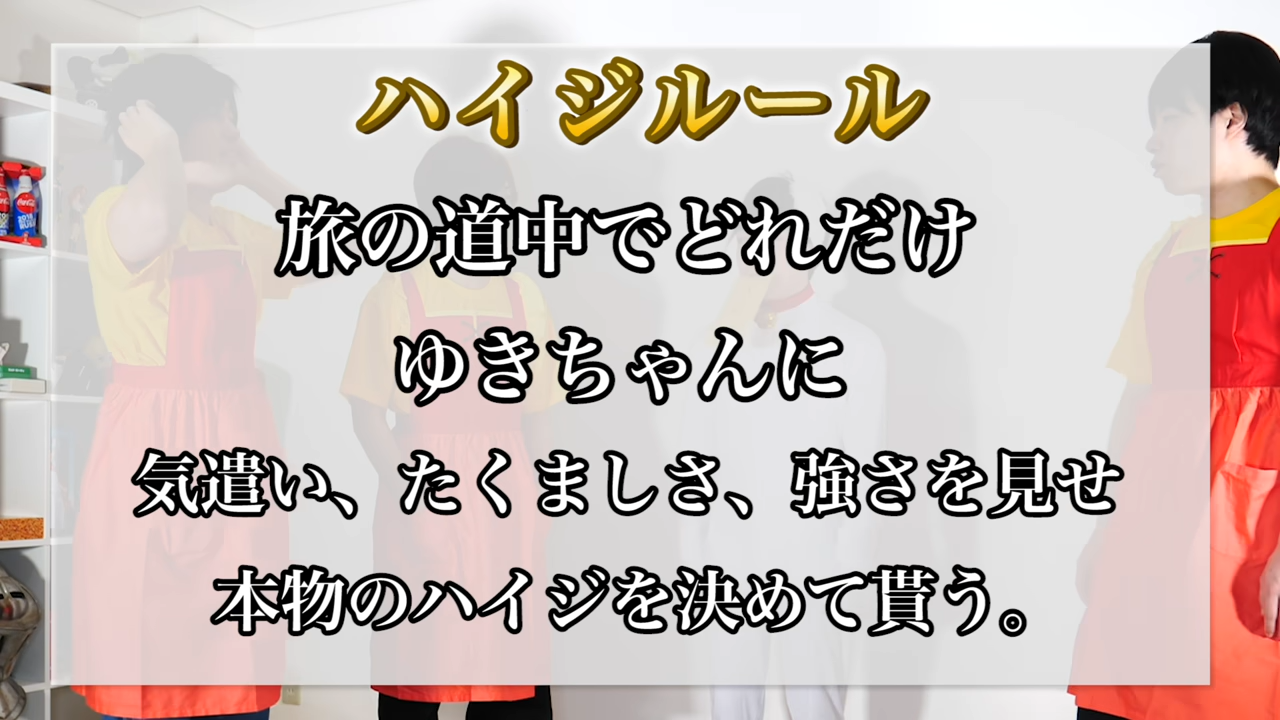 ハイジルール
旅の道中でどれだけ
ゆきちゃんに
気遣い、たくましさ、強さを見せ
本物のハイジを決めて貰う。